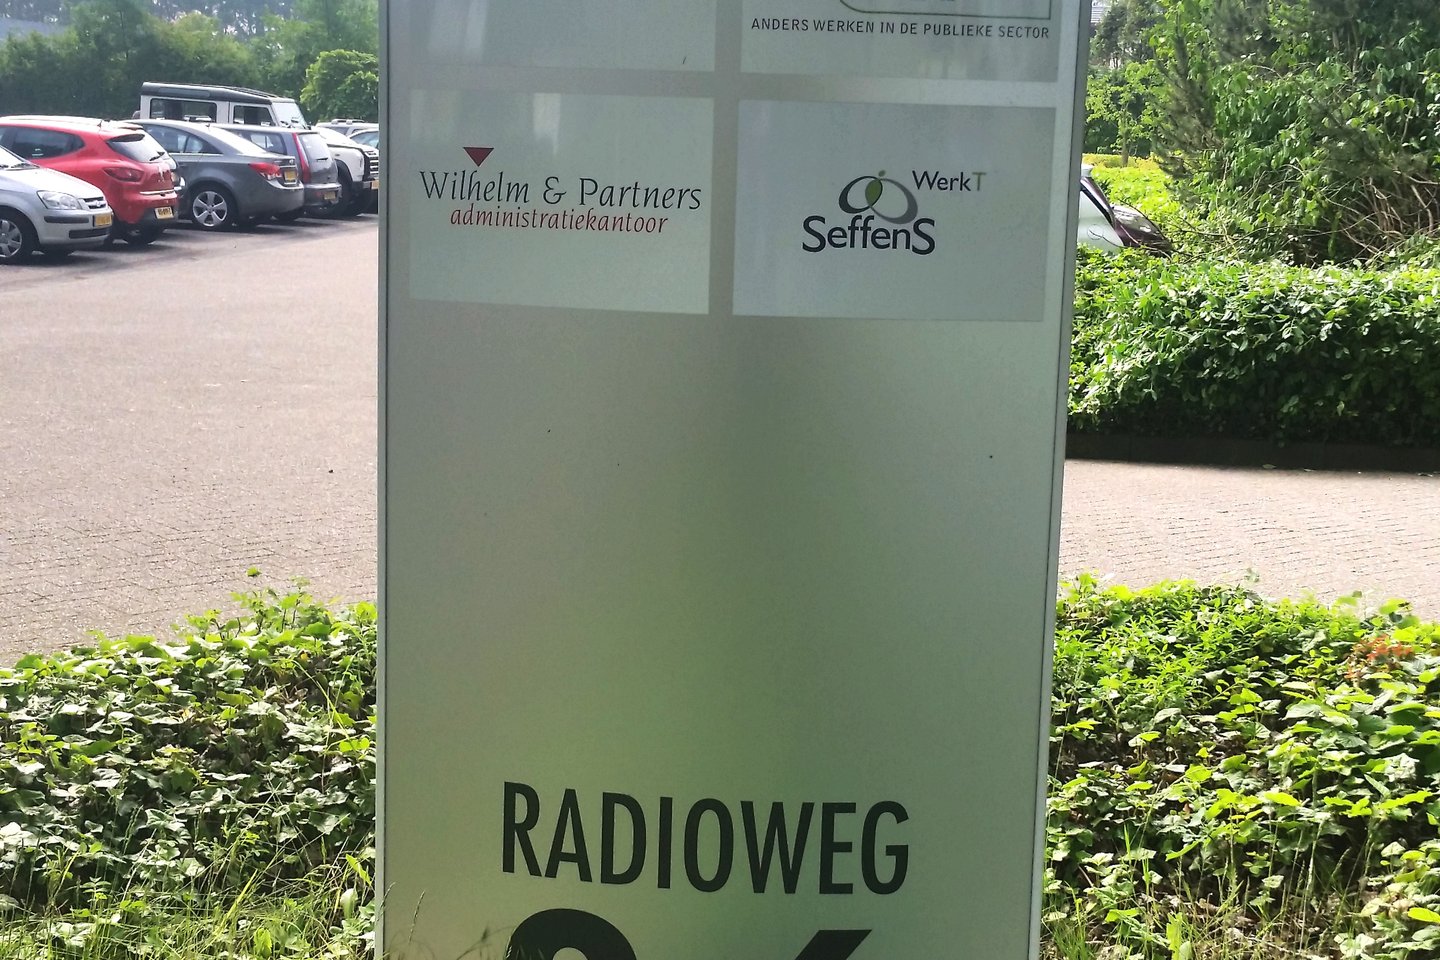 ANDERS WERKEN IN DE PUBLIEKE SECTOR
Wilhelm & Partners
administratiekantoor
WerkT
SeffenS
RADIOWEG